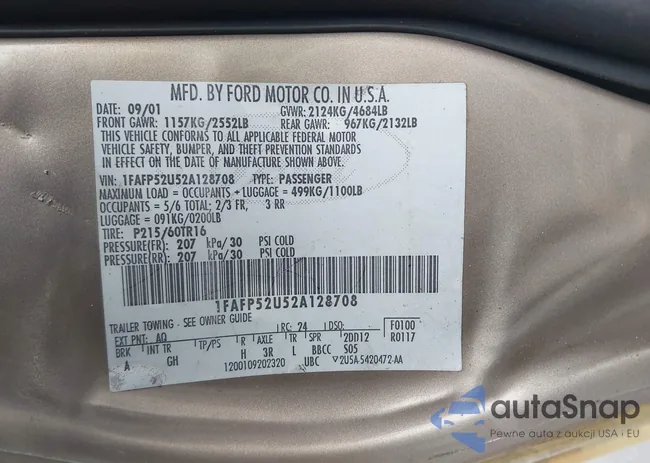 MFD. BY FORD MOTOR CO. IN U.S.A.
DATE: 09/01 GVWR: 2124KG/4684LB
FRONT GAWR: 1157KG/2552LB REAR GAWR: 967KG/2132LB
THIS VEHICLE CONFORMS TO ALL APPLICABLE FEDERAL MOTOR
VEHICLE SAFETY, BUMPER, AND THEFT PREVENTION STANDARDS
IN EFFECT ON THE DATE OF MANUFACTURE SHOWN ABOVE.
VIN: 1FAFP52U52A128708 TYPE: PASSENGER
MAXIMUM LOAD = OCCUPANTS + LUGGAGE = 499KG/1100LB
OCCUPANTS = 5/6 TOTAL; 2/3 FR, 3 RR
LUGGAGE = 091KG/0200LB
TIRE: P215/60TR16
PRESSURE(FR): 207 kPa/30 PSI COLD
PRESSURE(RR): 207 kPa/30 PSI COLD
1FAFP52U52A128708
TRAILER TOWING - SEE OWNER GUIDE
EXT PNT: AQ RC: 24 DSO: F0100
BRK INT TR TP/PS R AXLE TR SPR 2DD12 R0117
A GH H 3R L BBCC S05
1200109202320 UBC ▽2U5A-5420472-AA
autoSnap
Pewne auta z aukcji USA i EU